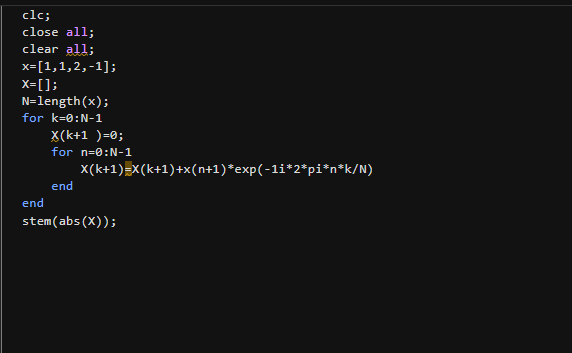 clc;
close all;
clear all;
x=[1,1,2,-1];
X=[];
N=length(x);
for k=0:N-1
    X(k+1 )=0;
    for n=0:N-1
        X(k+1)=X(k+1)+x(n+1)*exp(-1i*2*pi*n*k/N)
    end
end
stem(abs(X));